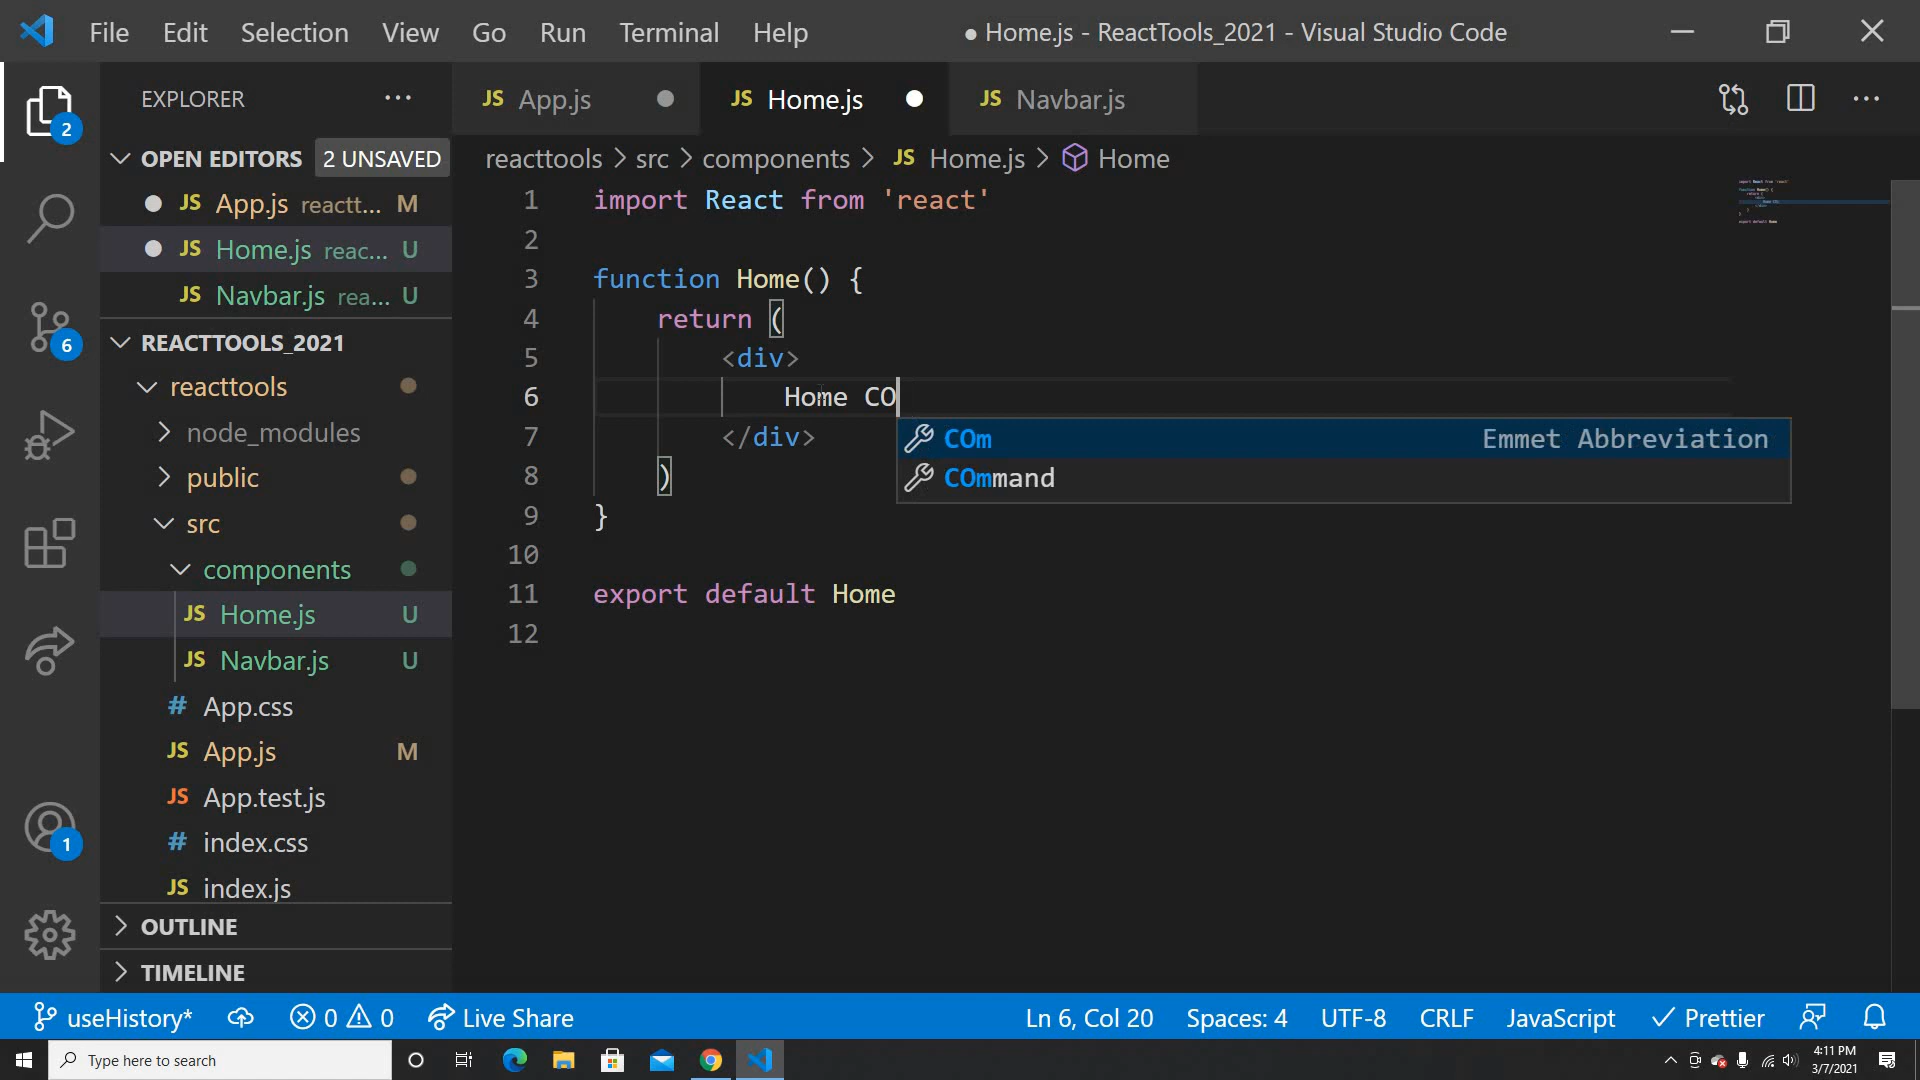 File Edit Selection View Go Run Terminal Help ● Home.js - ReactTools_2021 - Visual Studio Code
EXPLORER ···
JS App.js JS Home.js JS Navbar.js
2
OPEN EDITORS 2 UNSAVED
JS App.js reactt... M
JS Home.js reac... U
JS Navbar.js rea... U
6
REACTTOOLS_2021
reacttools
node_modules
public
src
components
JS Home.js U
JS Navbar.js U
# App.css
JS App.js M
JS App.test.js
# index.css
JS index.js
1
OUTLINE
TIMELINE
reacttools > src > components > JS Home.js > Home
1 import React from 'react'
2
3 function Home() {
4 return (
5 <div>
6 Home CO
7 </div>
8 )
9 }
10
11 export default Home
12
COm Emmet Abbreviation
COmmand
useHistory* 0 0 Live Share Ln 6, Col 20 Spaces: 4 UTF-8 CRLF JavaScript Prettier
Type here to search
4:11 PM
3/7/2021